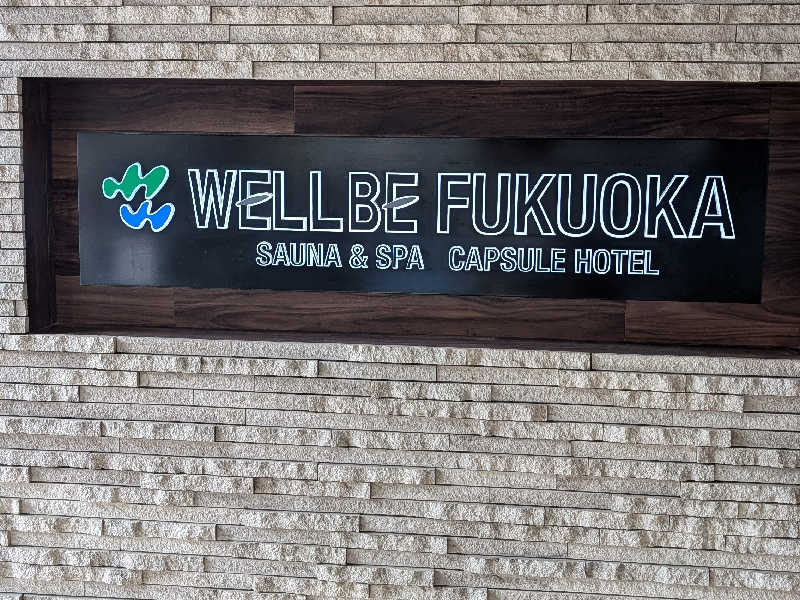 WELLBE FUKUOKA
SAUNA & SPA CAPSULE HOTEL